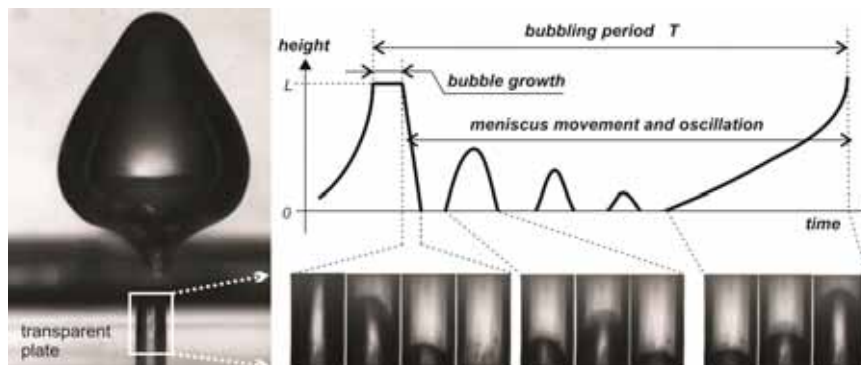 transparent
plate
height
bubbling period T
bubble growth
L
meniscus movement and oscillation
0
time